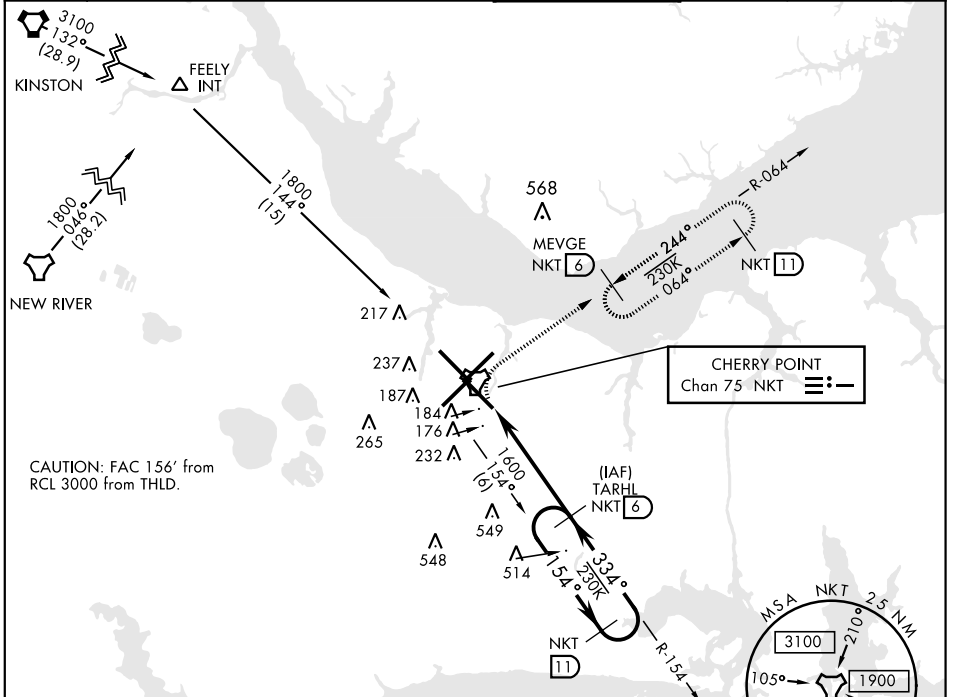 3100
132°
(28.9)
KINSTON
FEELY
INT
1800
046°
(28.2)
NEW RIVER
1800
144°
(15)
568
MEVGE
NKT 6
244°
230K
064°
R-064
NKT 11
217
237
187
184
176
265
232
CHERRY POINT
Chan 75 NKT
CAUTION: FAC 156' from
RCL 3000 from THLD.
1600
154°
(6)
(IAF)
TARHL
NKT 6
549
548
514
334°
230K
154°
NKT
11
R-154
MSA NKT 25 NM
3100
210°
105°
1900